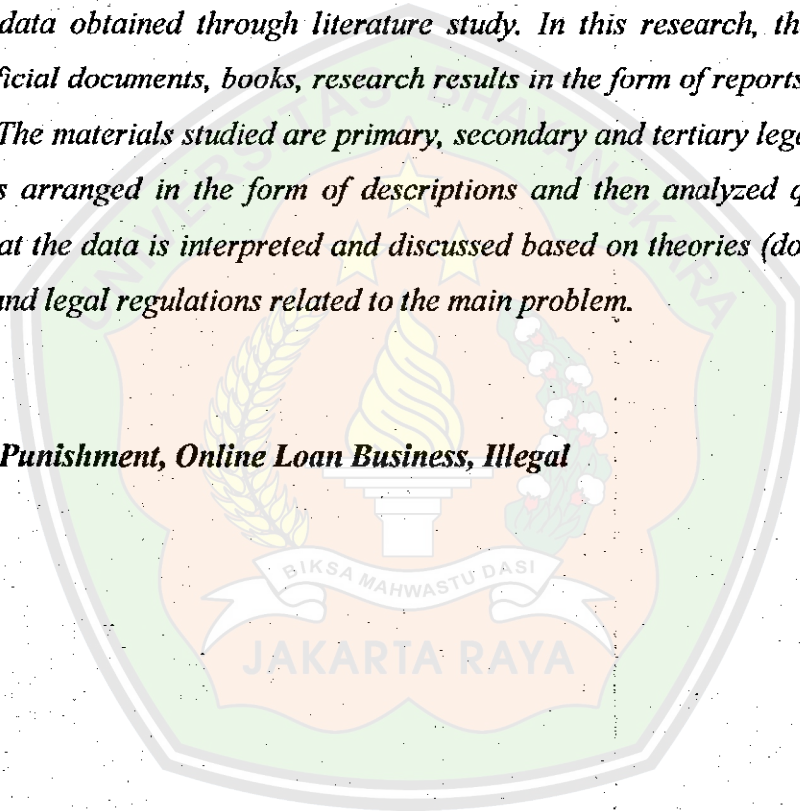 data obtained through literature study. In this research, th
ficial documents, books, research results in the form of reports
The materials studied are primary, secondary and tertiary lega
s arranged in the form of descriptions and then analyzed q
at the data is interpreted and discussed based on theories (do
and legal regulations related to the main problem.
Punishment, Online Loan Business, Illegal
UNIVERSITAS BHAYANGKARA
BIKSA MAHWASTU DASI
JAKARTA RAYA